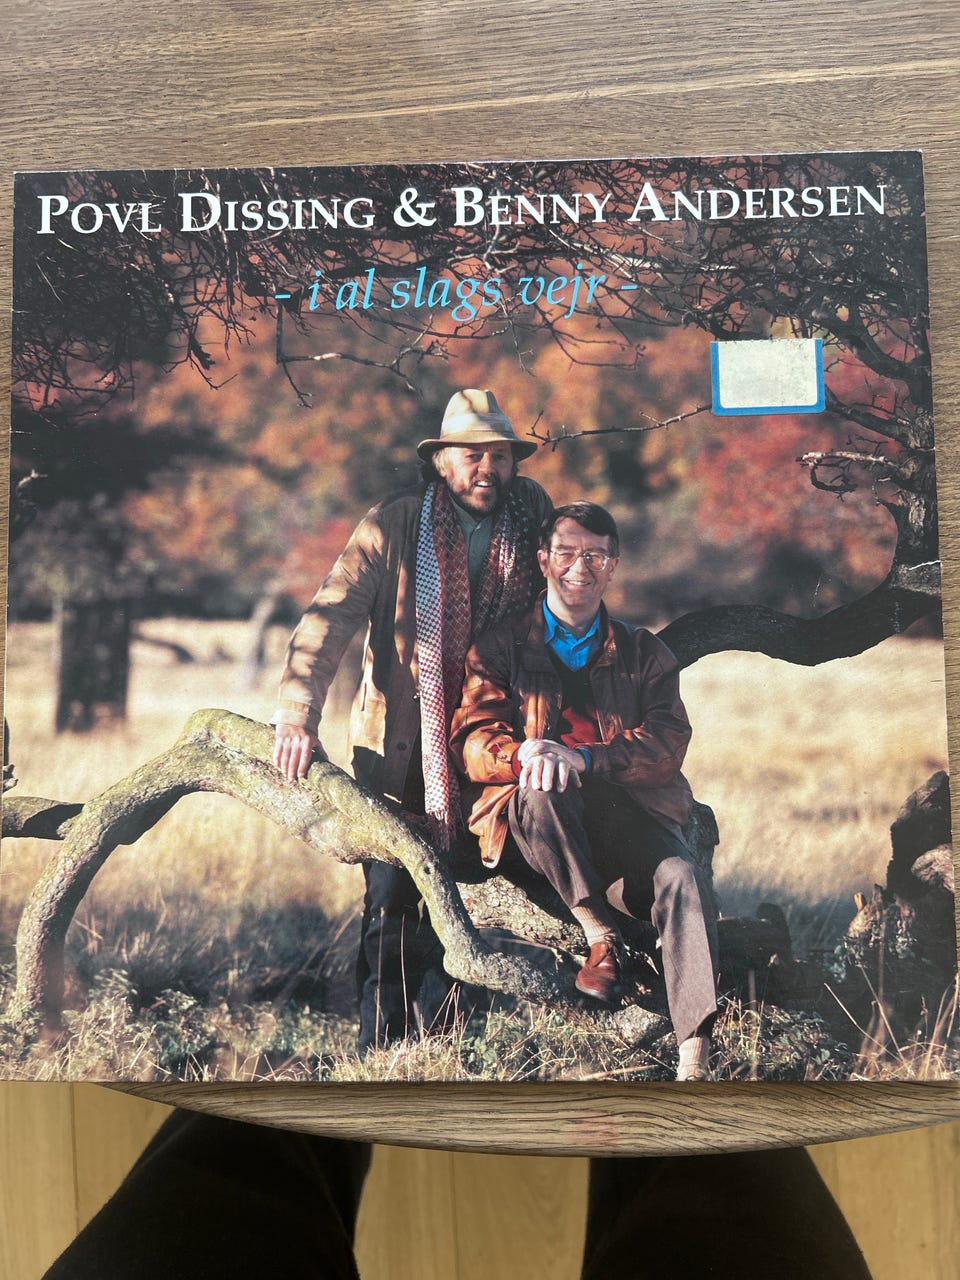 POVL DISSING & BENNY ANDERSEN
- i al slags vejr -